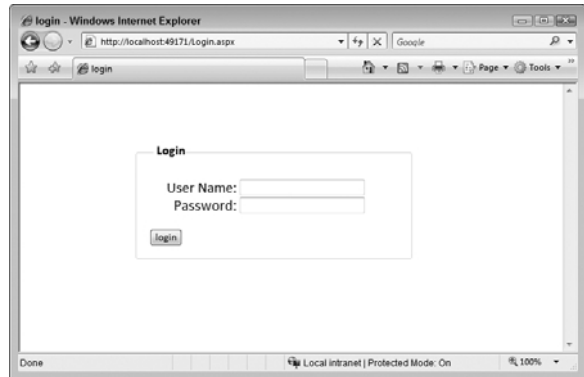 login - Windows Internet Explorer
http://localhost:49171/Login.aspx
Google
login
Page
Tools
Login
User Name:
Password:
login
Done
Local intranet | Protected Mode: On
100%